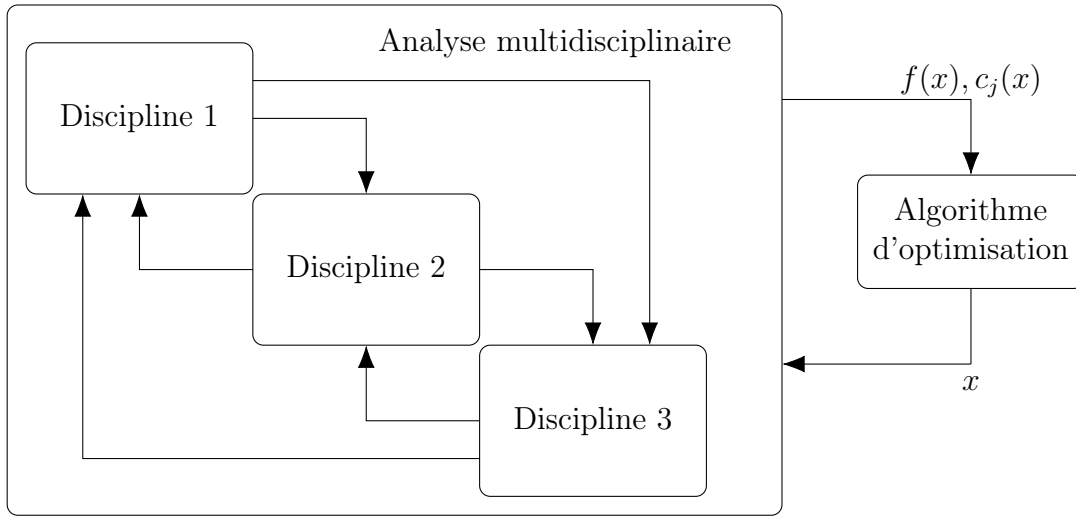 Analyse multidisciplinaire
Discipline 1
f(x), c_j(x)
Algorithme
d'optimisation
Discipline 2
x
Discipline 3